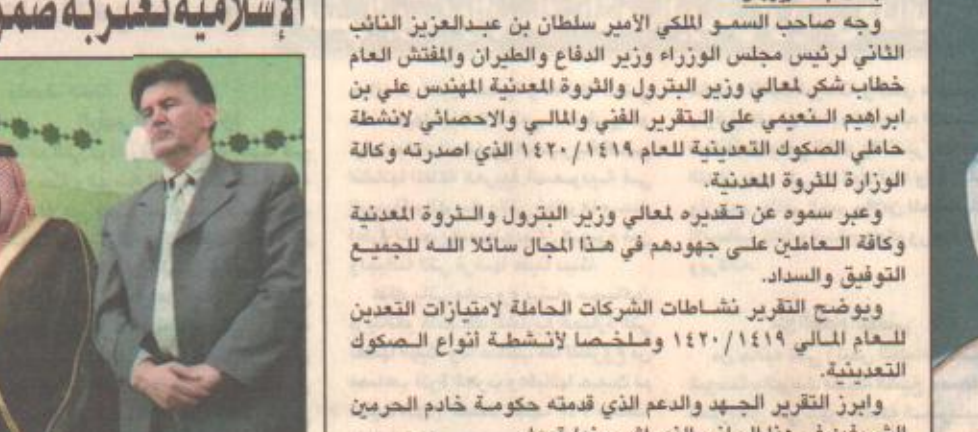 الإسلامية تعتبر به
وجه صاحب السمو الملكي الأمير سلطان بن عبدالعزيز النائب
الثاني لرئيس مجلس الوزراء وزير الدفاع والطيران والمفتش العام
خطاب شكر لمعالي وزير البترول والثروة المعدنية المهندس علي بن
ابراهيم النعيمي على التقرير الفني والمالي والاحصائي لانشطة
حاملي الصكوك التعدينية للعام ١٤١٩/١٤٢٠ الذي اصدرته وكالة
الوزارة للثروة المعدنية.
وعبر سموه عن تقديره لمعالي وزير البترول والثروة المعدنية
وكافة العاملين على جهودهم في هذا المجال سائلا الله للجميع
التوفيق والسداد.
ويوضح التقرير نشاطات الشركات الحاملة لامتيازات التعدين
للعام المالي ١٤١٩/١٤٢٠ وملخصا لأنشطة أنواع الصكوك
التعدينية.
وابرز التقرير الجهد والدعم الذي قدمته حكومة خادم الحرمين